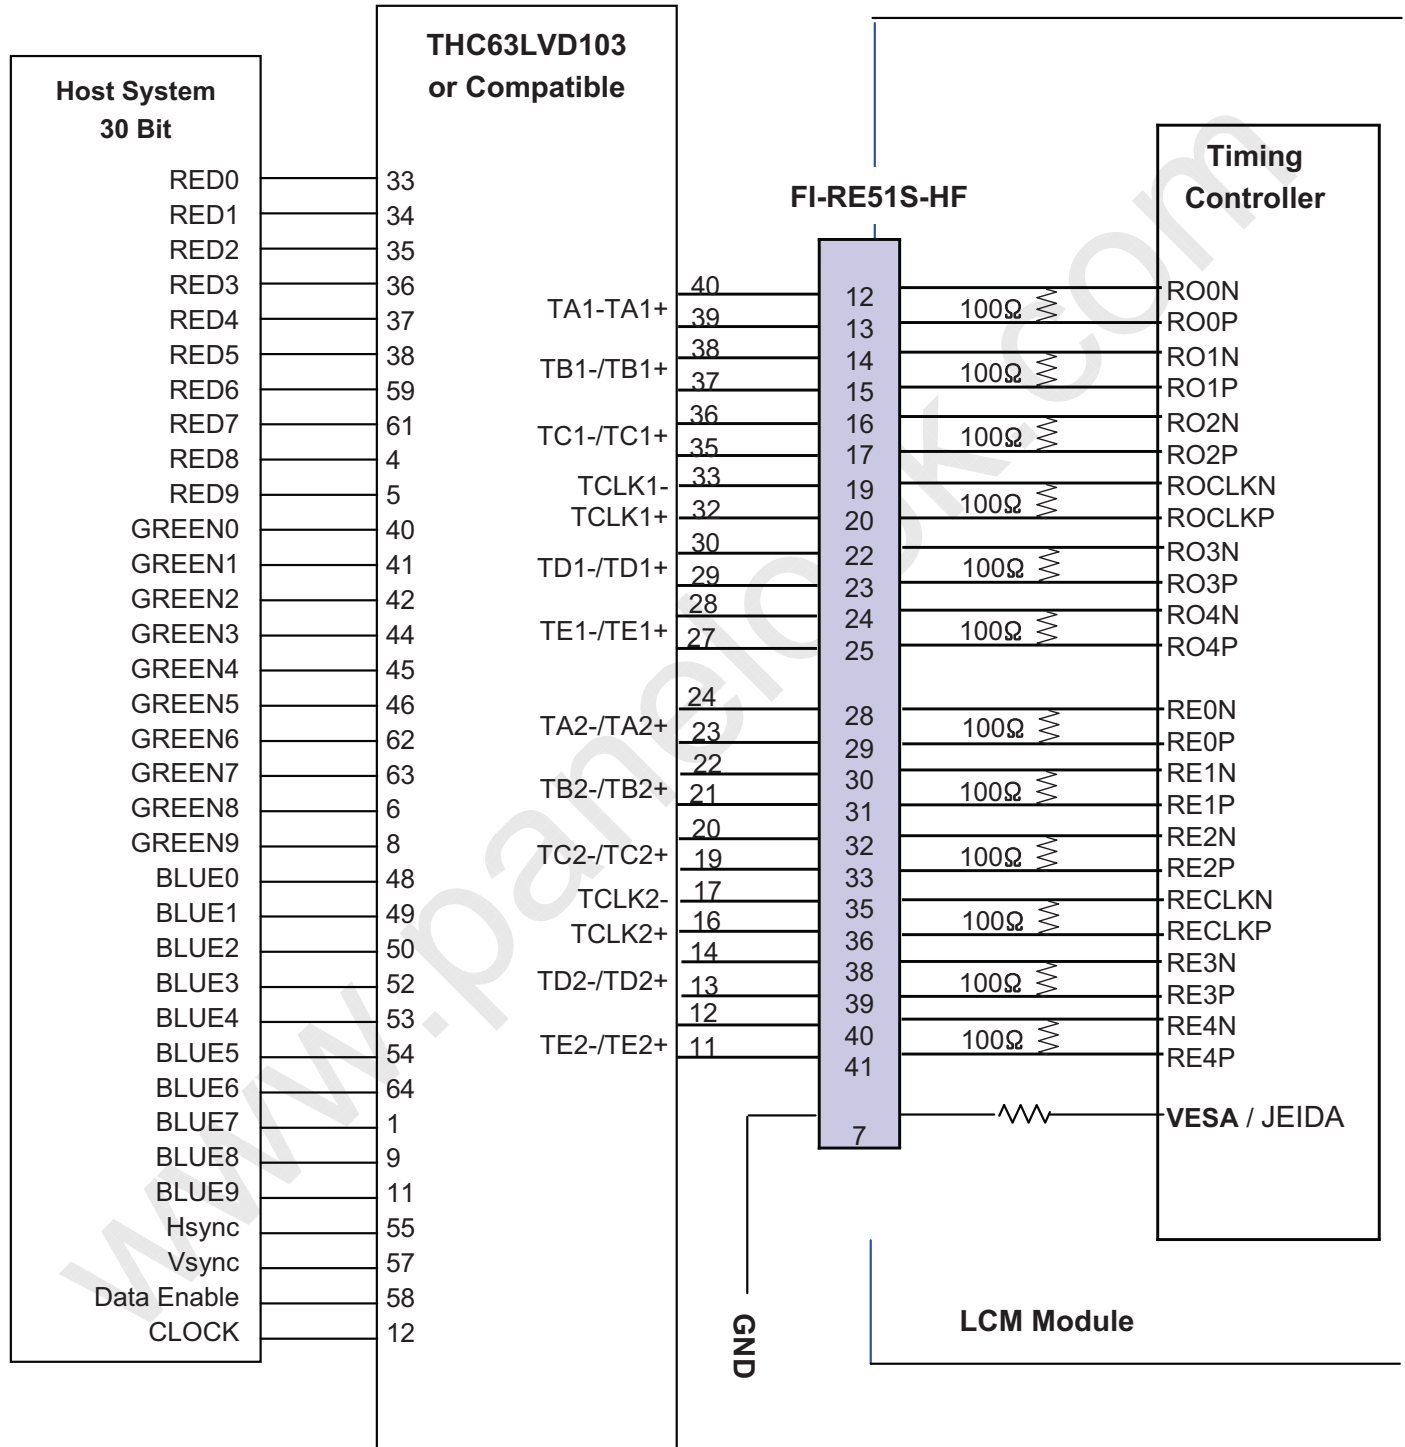 THC63LVD103
or Compatible
Host System
30 Bit
RED0 33
RED1 34
RED2 35
RED3 36
RED4 37
RED5 38
RED6 59
RED7 61
RED8 4
RED9 5
GREEN0 40
GREEN1 41
GREEN2 42
GREEN3 44
GREEN4 45
GREEN5 46
GREEN6 62
GREEN7 63
GREEN8 6
GREEN9 8
BLUE0 48
BLUE1 49
BLUE2 50
BLUE3 52
BLUE4 53
BLUE5 54
BLUE6 64
BLUE7 1
BLUE8 9
BLUE9 11
Hsync 55
Vsync 57
Data Enable 58
CLOCK 12
TA1-TA1+
40
39
TB1-/TB1+
38
37
TC1-/TC1+
36
35
TCLK1- 33
TCLK1+ 32
TD1-/TD1+
30
29
TE1-/TE1+
28
27
TA2-/TA2+
24
23
TB2-/TB2+
22
21
TC2-/TC2+
20
19
TCLK2- 17
TCLK2+ 16
TD2-/TD2+
14
13
TE2-/TE2+
12
11
GND
FI-RE51S-HF
12
13
14
15
16
17
19
20
22
23
24
25
28
29
30
31
32
33
35
36
38
39
40
41
7
100Ω
100Ω
100Ω
100Ω
100Ω
100Ω
100Ω
100Ω
100Ω
100Ω
100Ω
100Ω
Timing
Controller
RO0N
RO0P
RO1N
RO1P
RO2N
RO2P
ROCLKN
ROCLKP
RO3N
RO3P
RO4N
RO4P
RE0N
RE0P
RE1N
RE1P
RE2N
RE2P
RECLKN
RECLKP
RE3N
RE3P
RE4N
RE4P
VESA / JEIDA
LCM Module
www.panelook.com